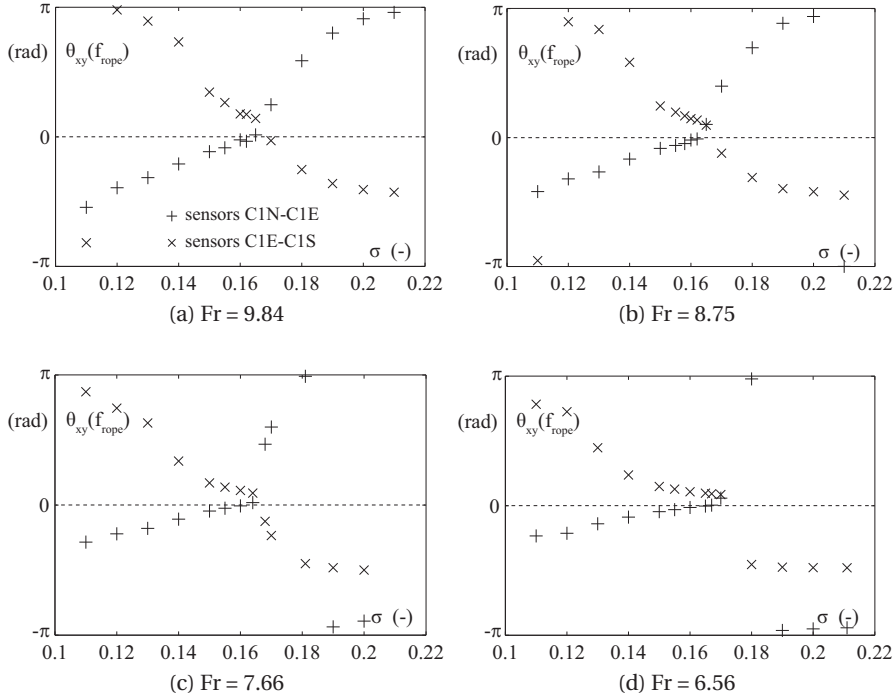 π
(rad)
θxy(frope)
0
+ sensors C1N-C1E
× sensors C1E-C1S
σ (-)
-π
0.1 0.12 0.14 0.16 0.18 0.2 0.22
(a) Fr = 9.84
π
(rad)
θxy(frope)
0
σ (-)
-π
0.1 0.12 0.14 0.16 0.18 0.2 0.22
(b) Fr = 8.75
π
(rad)
θxy(frope)
0
σ (-)
-π
0.1 0.12 0.14 0.16 0.18 0.2 0.22
(c) Fr = 7.66
π
(rad)
θxy(frope)
0
σ (-)
-π
0.1 0.12 0.14 0.16 0.18 0.2 0.22
(d) Fr = 6.56